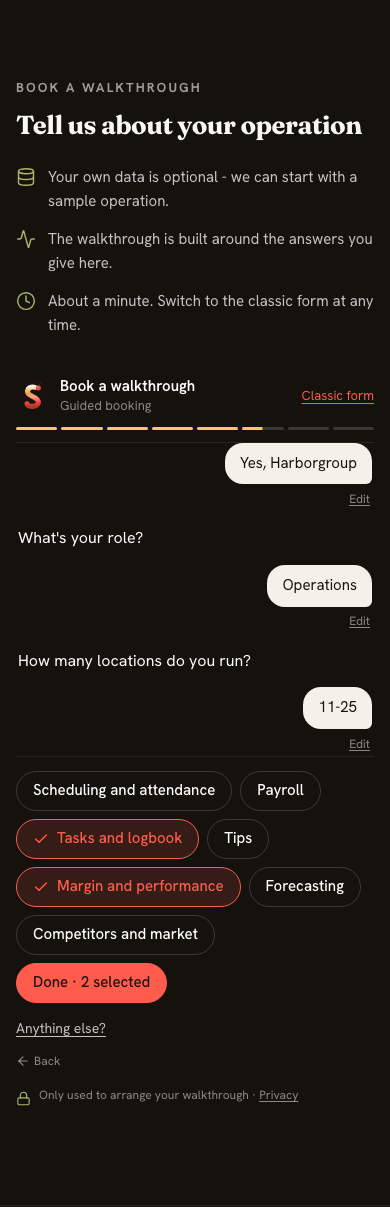 BOOK A WALKTHROUGH
Tell us about your operation
Your own data is optional - we can start with a
sample operation.
The walkthrough is built around the answers you
give here.
About a minute. Switch to the classic form at any
time.
Book a walkthrough
Guided booking
Classic form
Yes, Harborgroup
Edit
What's your role?
Operations
Edit
How many locations do you run?
11-25
Edit
Scheduling and attendance
Payroll
Tasks and logbook
Tips
Margin and performance
Forecasting
Competitors and market
Done · 2 selected
Anything else?
Back
Only used to arrange your walkthrough · Privacy